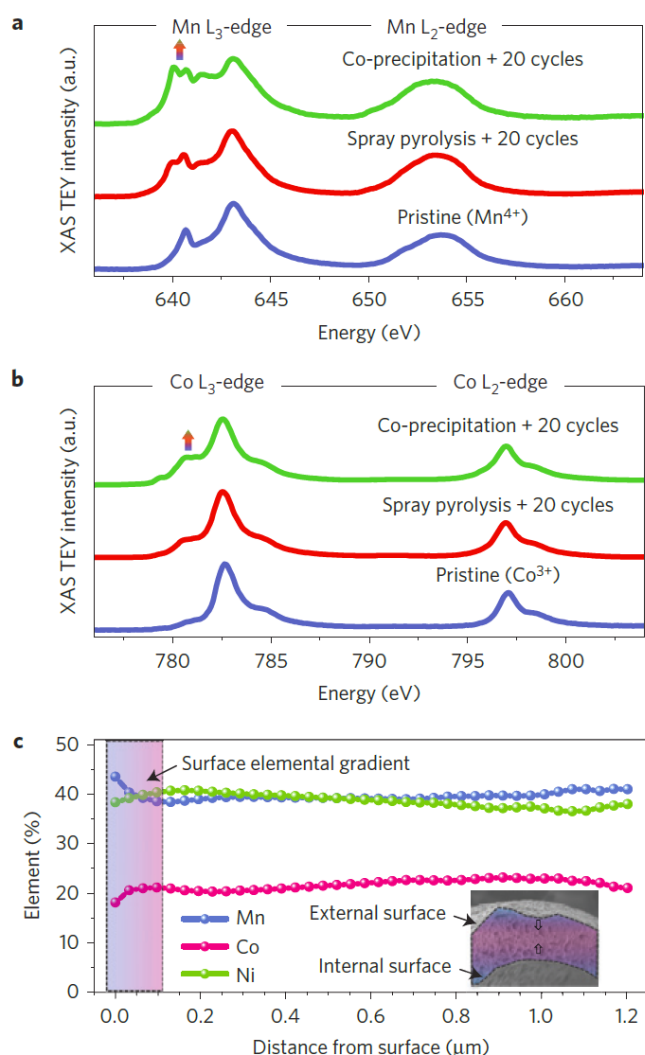 a
Mn L₃-edge Mn L₂-edge
Co-precipitation + 20 cycles
Spray pyrolysis + 20 cycles
Pristine (Mn⁴⁺)
XAS TEY intensity (a.u.)
640 645 650 655 660
Energy (eV)
b
Co L₃-edge Co L₂-edge
Co-precipitation + 20 cycles
Spray pyrolysis + 20 cycles
Pristine (Co³⁺)
XAS TEY intensity (a.u.)
780 785 790 795 800
Energy (eV)
c
50
Surface elemental gradient
40
30
20
Element (%)
Mn
External surface
10
Co
Ni
Internal surface
0
0.0 0.2 0.4 0.6 0.8 1.0 1.2
Distance from surface (μm)